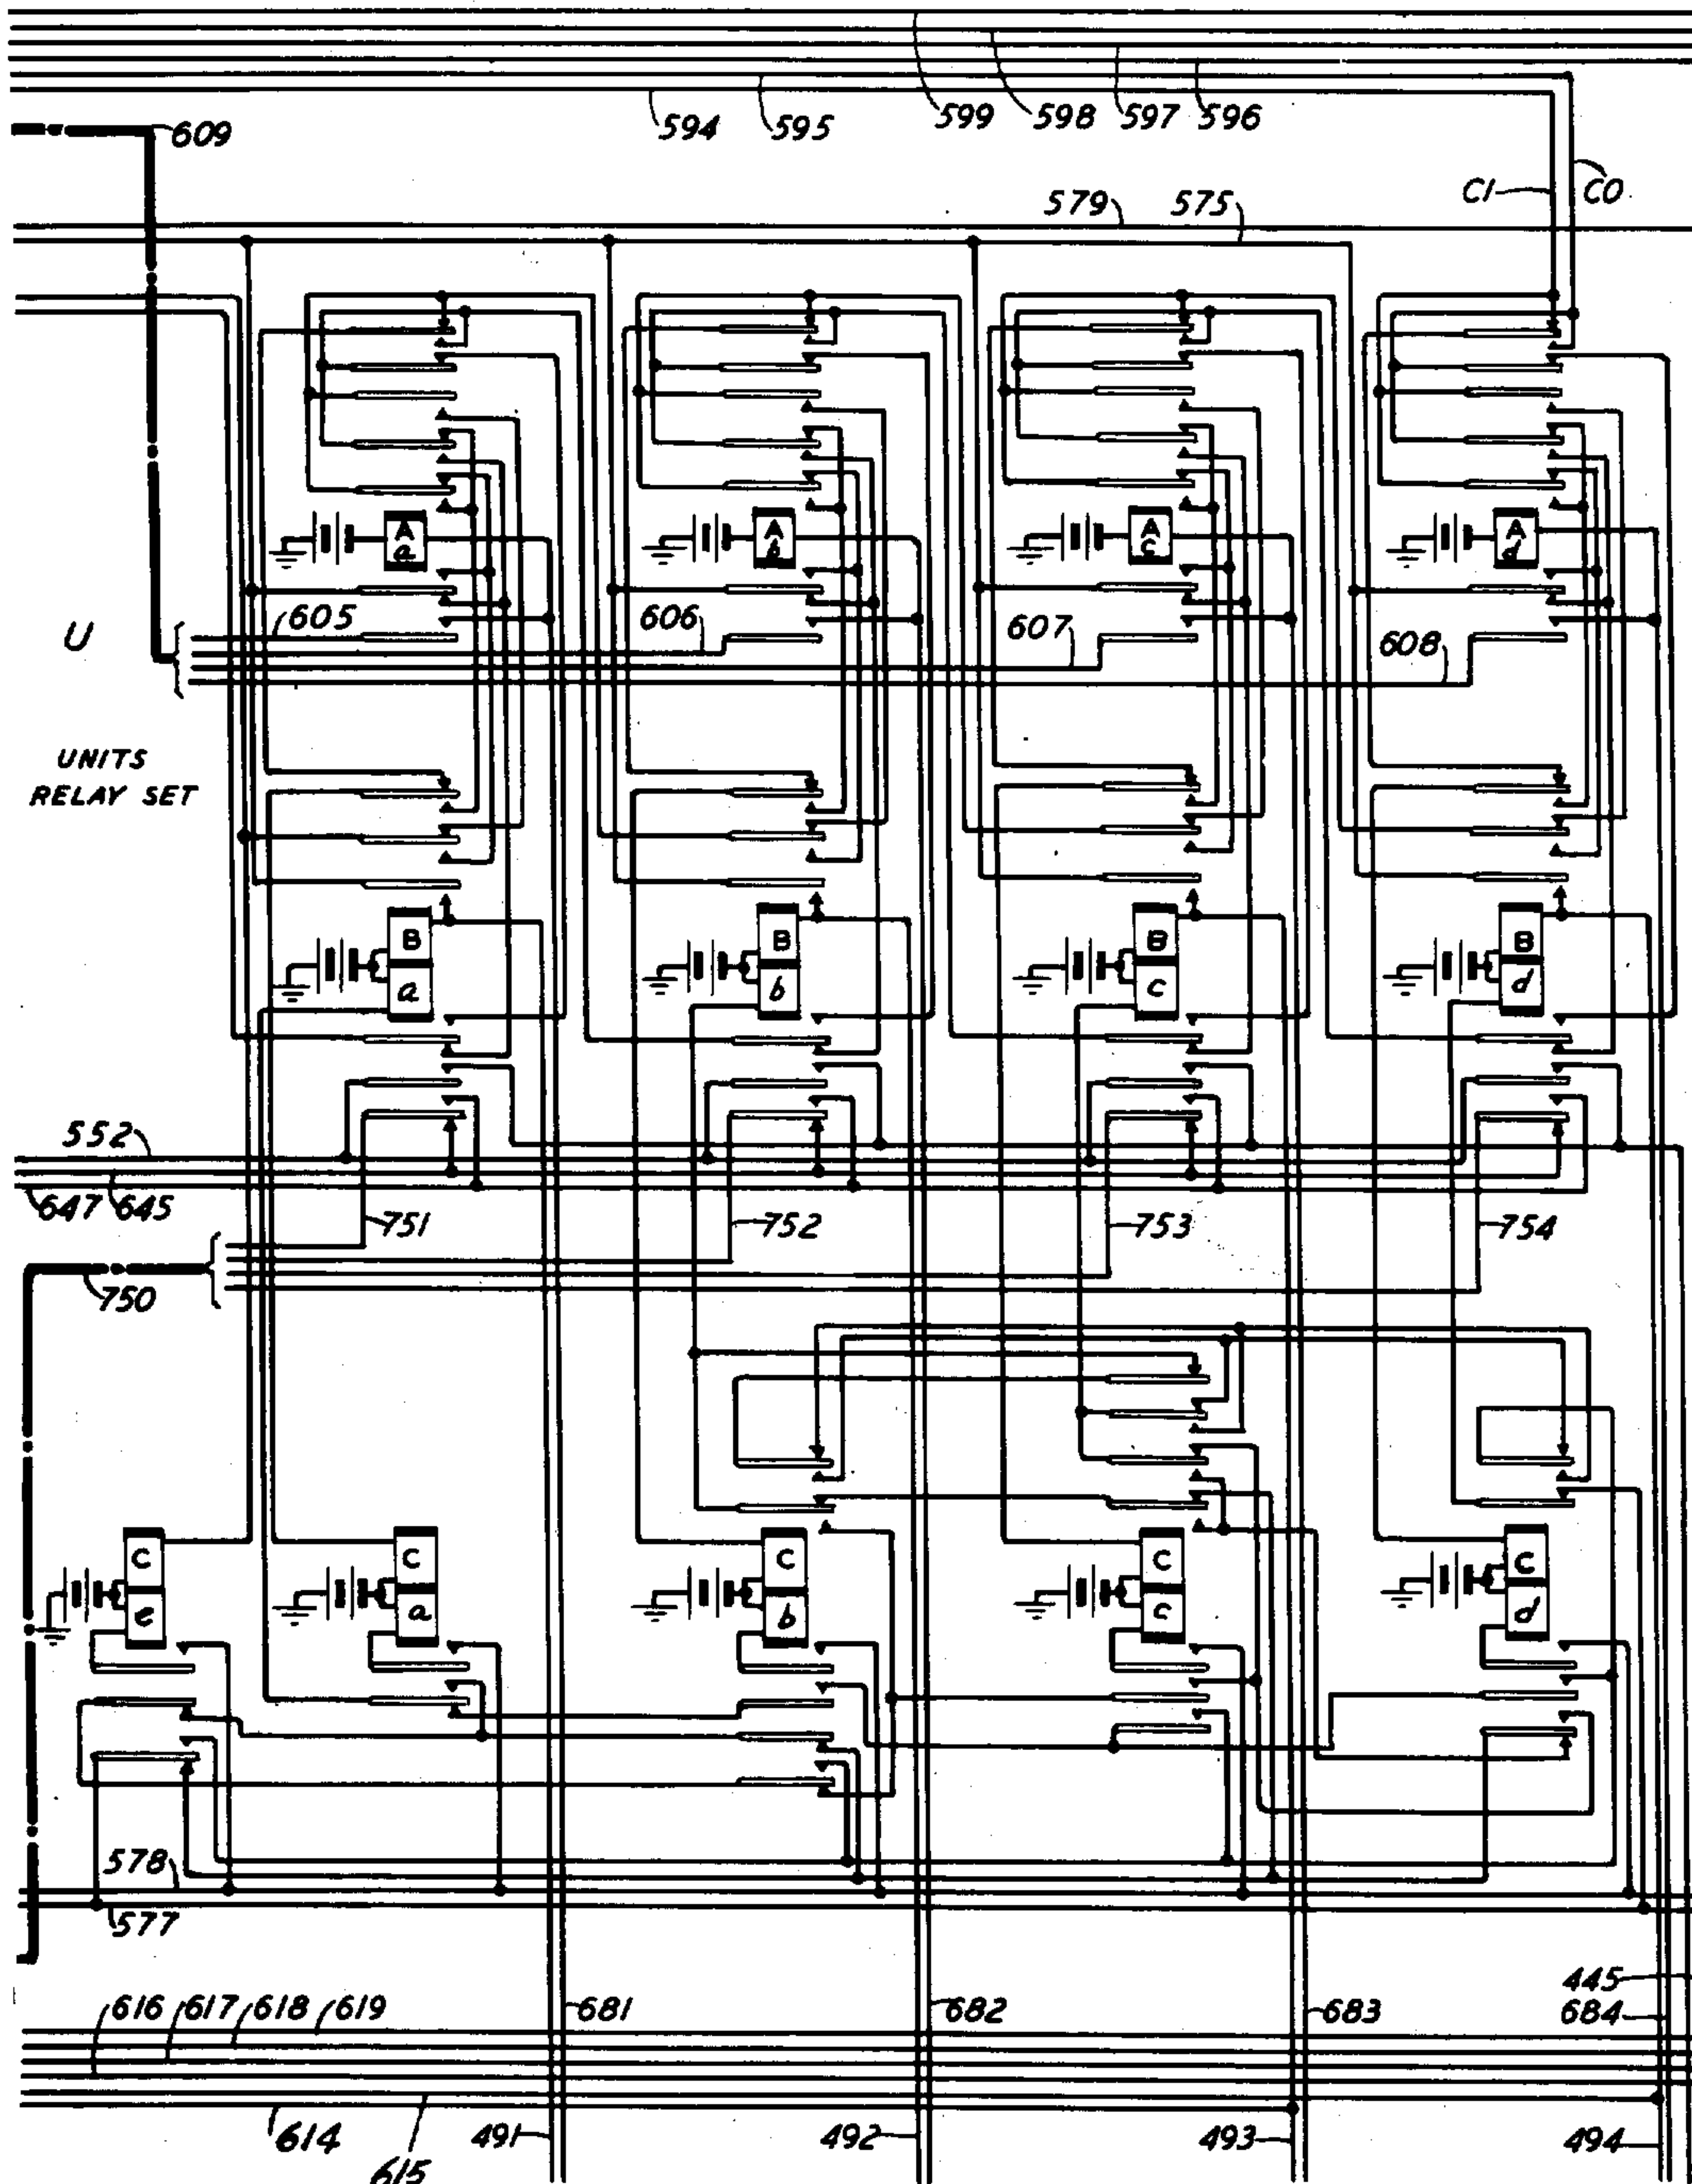 599 598 597 596
594 595
609
C1 C0
579 575
A a
A b
A c
A d
U
605 606 607 608
UNITS
RELAY SET
B a
B b
B c
B d
552
647 645
751 752 753 754
750
C e
C a
C b
C c
C d
578
577
445
616 617 618 619 681 682 683 684
614 491 492 493 494
615